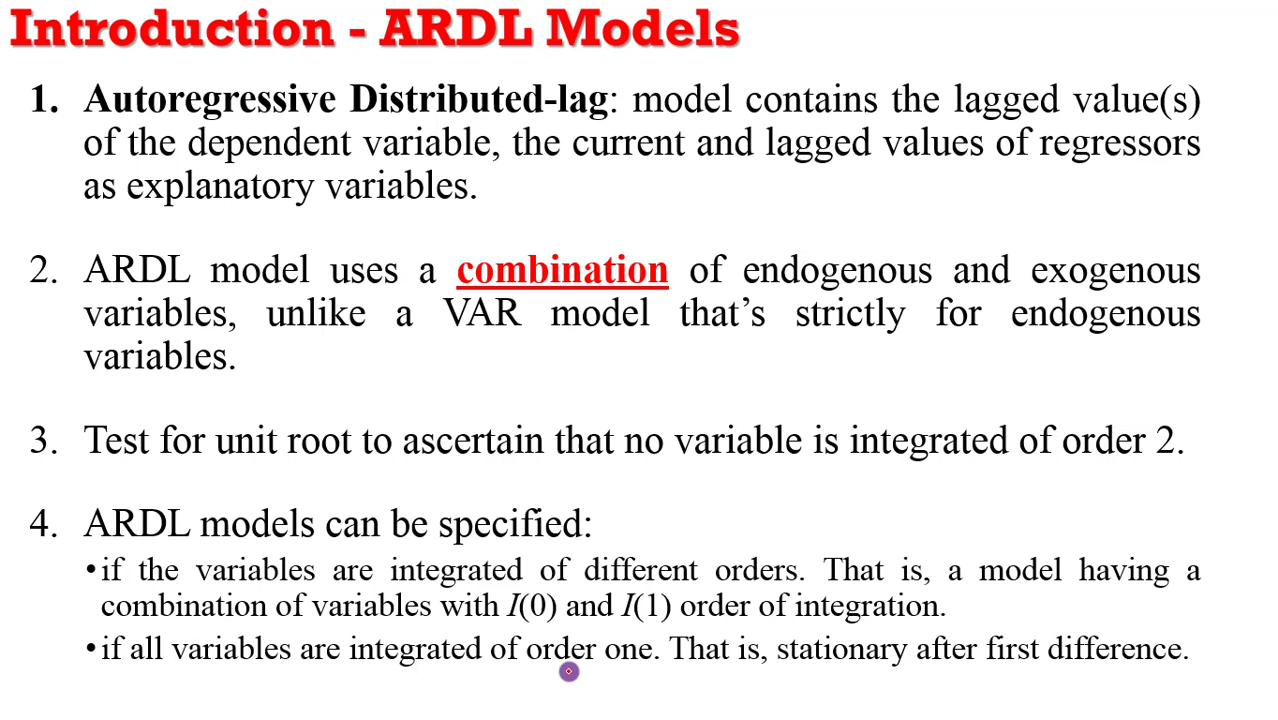 Introduction - ARDL Models
1. Autoregressive Distributed-lag: model contains the lagged value(s)
of the dependent variable, the current and lagged values of regressors
as explanatory variables.
2. ARDL model uses a combination of endogenous and exogenous
variables, unlike a VAR model that’s strictly for endogenous
variables.
3. Test for unit root to ascertain that no variable is integrated of order 2.
4. ARDL models can be specified:
•if the variables are integrated of different orders. That is, a model having a
combination of variables with I(0) and I(1) order of integration.
•if all variables are integrated of order one. That is, stationary after first difference.